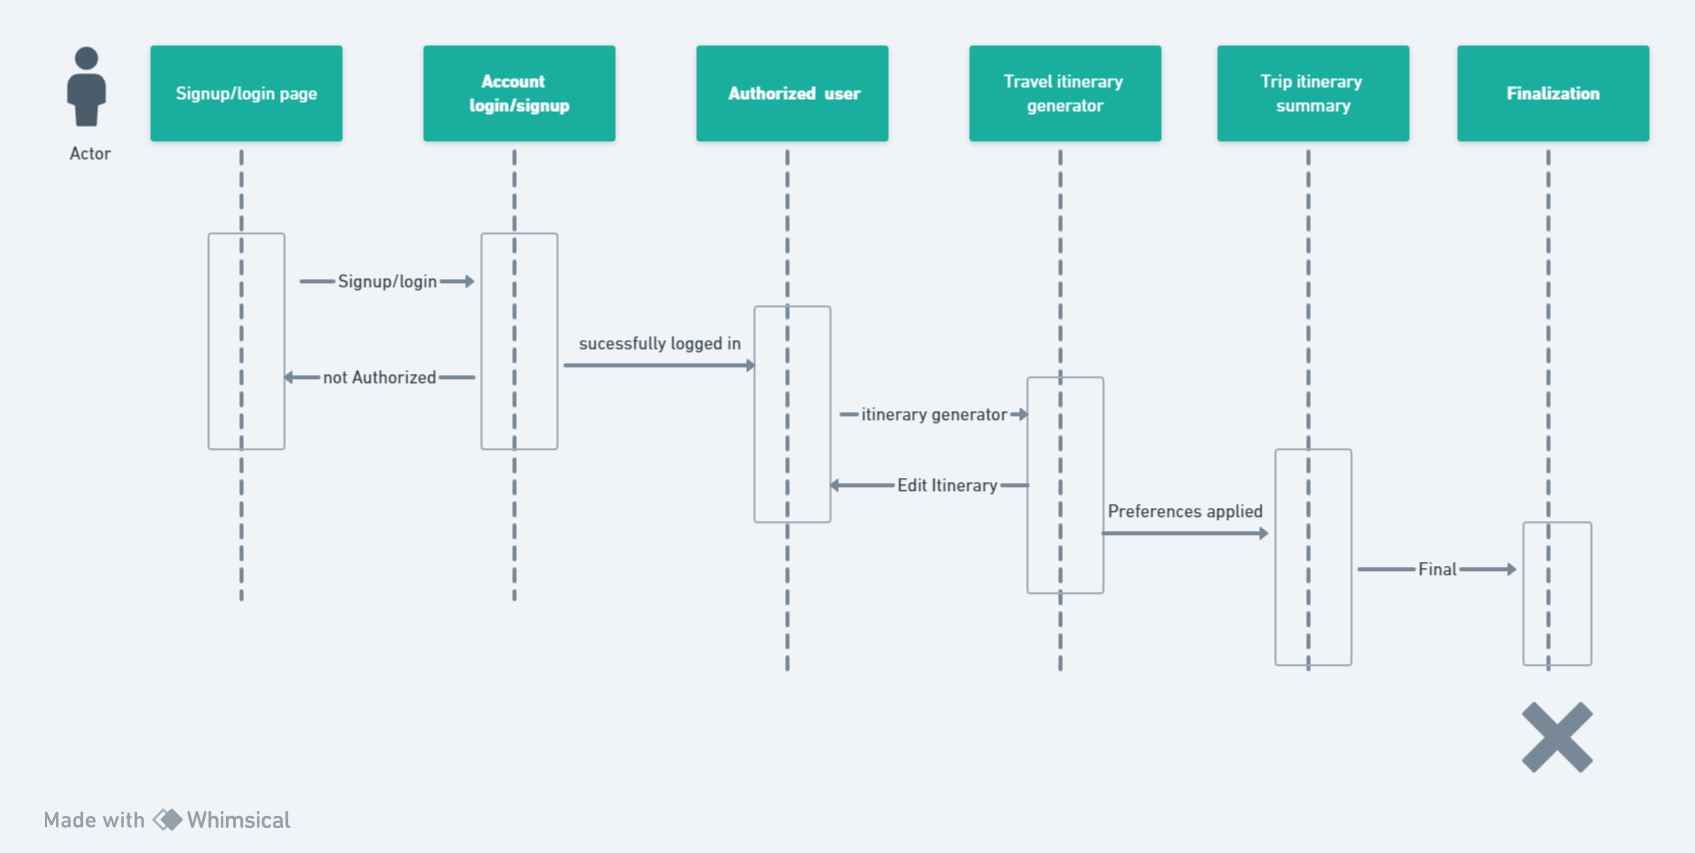 Actor
Signup/login page
Account
login/signup
Authorized user
Travel itinerary
generator
Trip itinerary
summary
Finalization
Signup/login
sucessfully logged in
not Authorized
itinerary generator
Edit Itinerary
Preferences applied
Final
Made with Whimsical